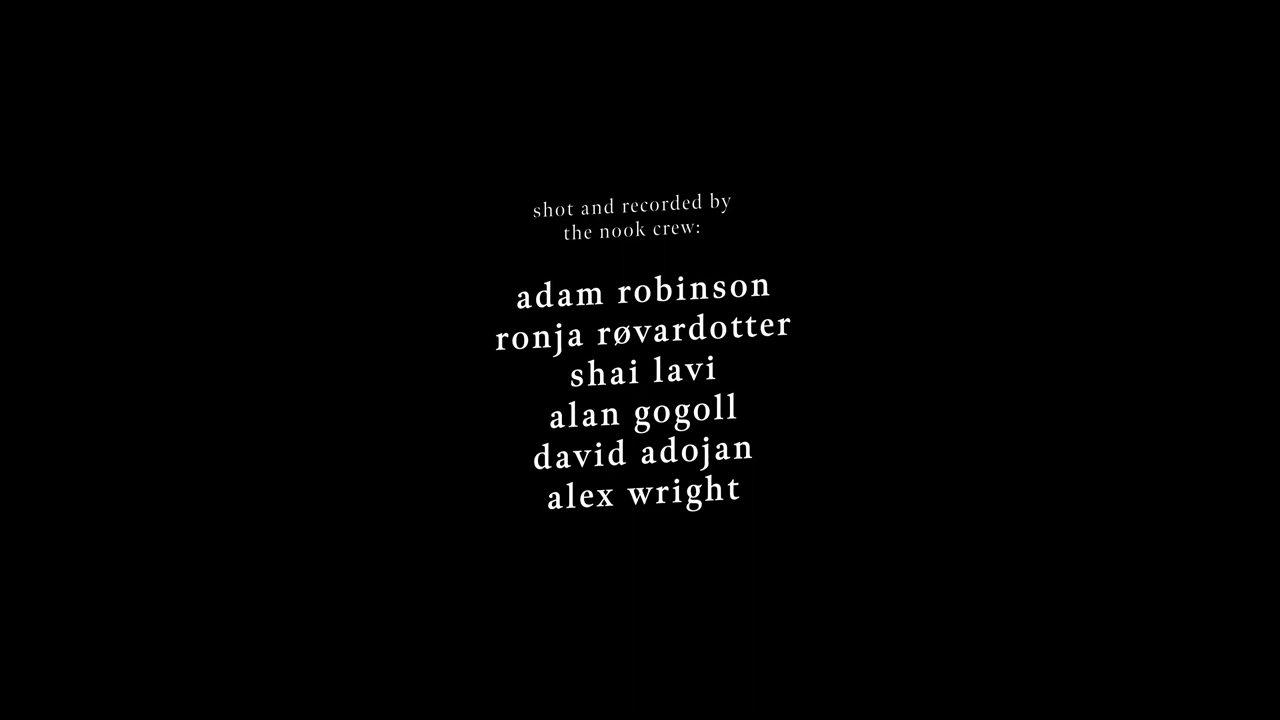 shot and recorded by
the nook crew:
adam robinson
ronja røvardotter
shai lavi
alan gogoll
david adojan
alex wright